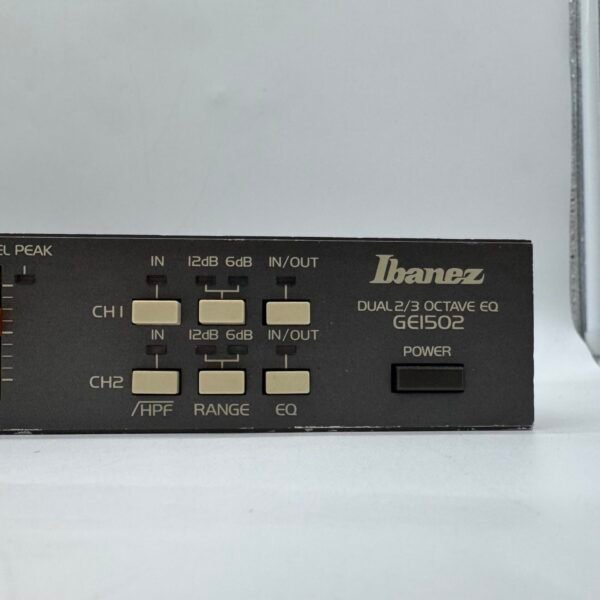 EL PEAK
IN 12dB 6dB IN/OUT
CH1
IN 12dB 6dB IN/OUT
CH2
/HPF RANGE EQ
Ibanez
DUAL 2/3 OCTAVE EQ
GE1502
POWER